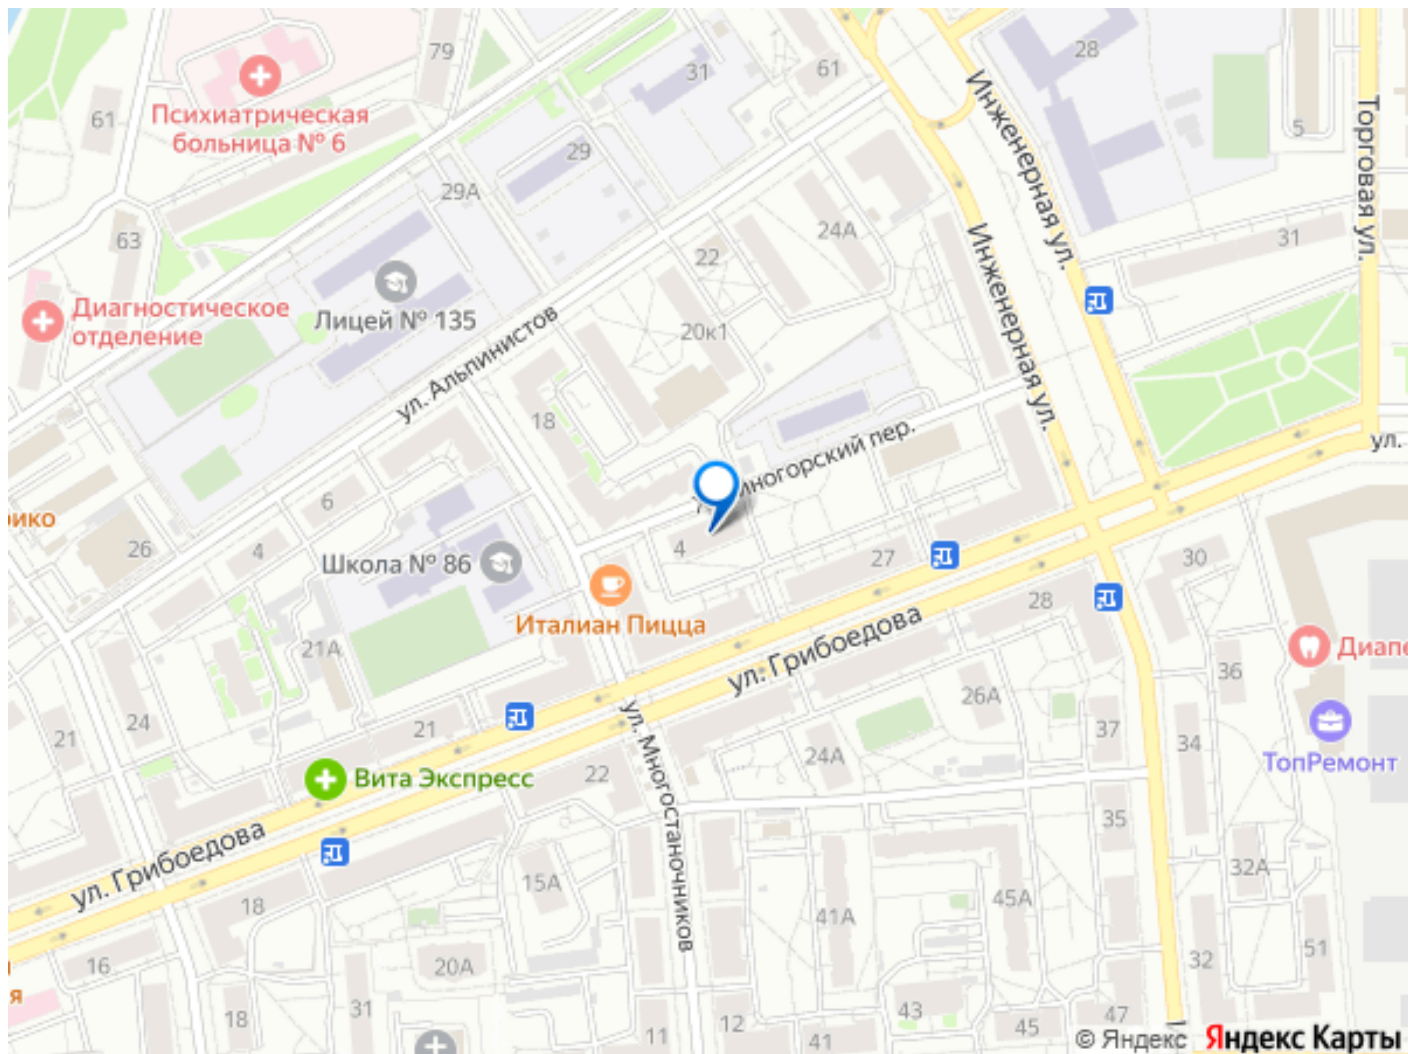 79
31
61
28
Психиатрическая
больница № 6
61
Инженерная ул.
Торговая ул.
5
29
29А
63
22
24А
31
Диагностическое
отделение
Лицей № 135
Инженерная ул.
ул. Альпинистов
20к1
18
иногорский пер.
ул.
6
рико
26
4
Школа № 86
4
27
30
Италиан Пицца
28
21А
ул. Грибоедова
36
Диапе
26А
24
21
21
ул. Многостаночников
37
34
24А
ТопРемонт
Вита Экспресс
22
35
ул. Грибоедова
32А
15А
45А
18
41А
16
20А
32
51
я
31
18
43
47
11
12
41
45
© Яндекс Яндекс Карты